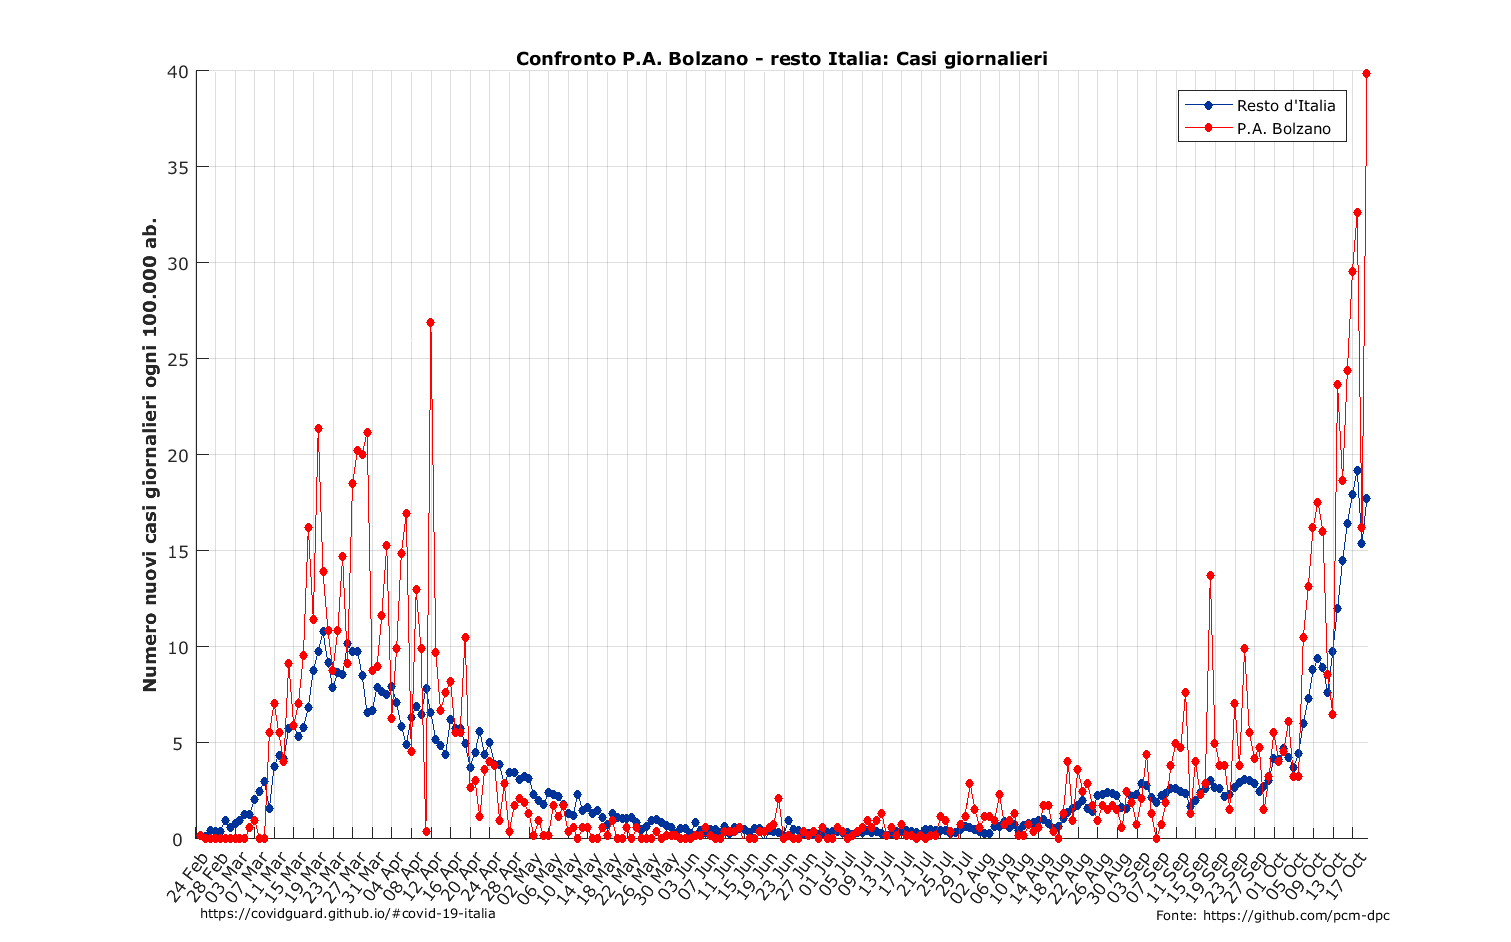 Confronto P.A. Bolzano - resto Italia: Casi giornalieri
Resto d'Italia
P.A. Bolzano
Numero nuovi casi giornalieri ogni 100.000 ab.
40
35
30
25
20
15
10
5
0
24 Feb
28 Feb
03 Mar
07 Mar
11 Mar
15 Mar
19 Mar
23 Mar
27 Mar
31 Mar
04 Apr
08 Apr
12 Apr
16 Apr
20 Apr
24 Apr
28 Apr
02 May
06 May
10 May
14 May
18 May
22 May
26 May
30 May
03 Jun
07 Jun
11 Jun
15 Jun
19 Jun
23 Jun
27 Jun
01 Jul
05 Jul
09 Jul
13 Jul
17 Jul
21 Jul
25 Jul
29 Jul
02 Aug
06 Aug
10 Aug
14 Aug
18 Aug
22 Aug
26 Aug
30 Aug
03 Sep
07 Sep
11 Sep
15 Sep
19 Sep
23 Sep
27 Sep
01 Oct
05 Oct
09 Oct
13 Oct
17 Oct
https://covidguard.github.io/#covid-19-italia
Fonte: https://github.com/pcm-dpc